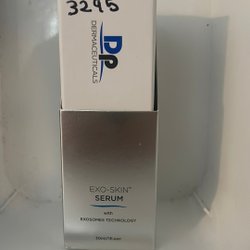 3295
Dp
DERMACEUTICALS
EXO-SKIN™
SERUM
with
EXOSOMES TECHNOLOGY